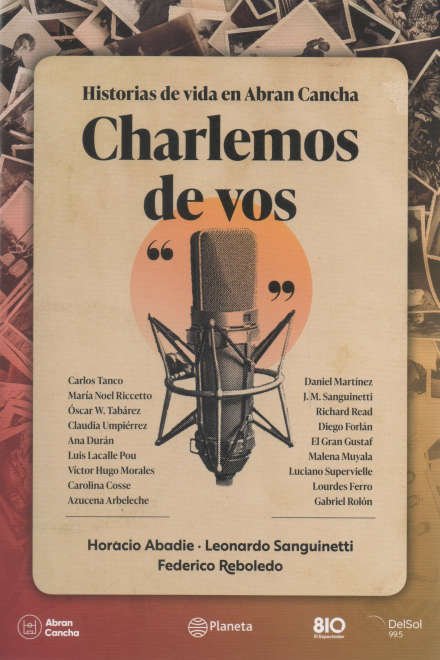 Historias de vida en Abran Cancha
Charlemos
de vos
“ ”
Carlos Tanco
María Noel Riccetto
Óscar W. Tabárez
Claudia Umpiérrez
Ana Durán
Luis Lacalle Pou
Víctor Hugo Morales
Carolina Cosse
Azucena Arbeleche
Daniel Martínez
J. M. Sanguinetti
Richard Read
Diego Forlán
El Gran Gustaf
Malena Muyala
Luciano Supervielle
Lourdes Ferro
Gabriel Rolón
Horacio Abadie · Leonardo Sanguinetti
Federico Reboledo
Abran
Cancha
Planeta
810
El Espectador
DelSol
99.5